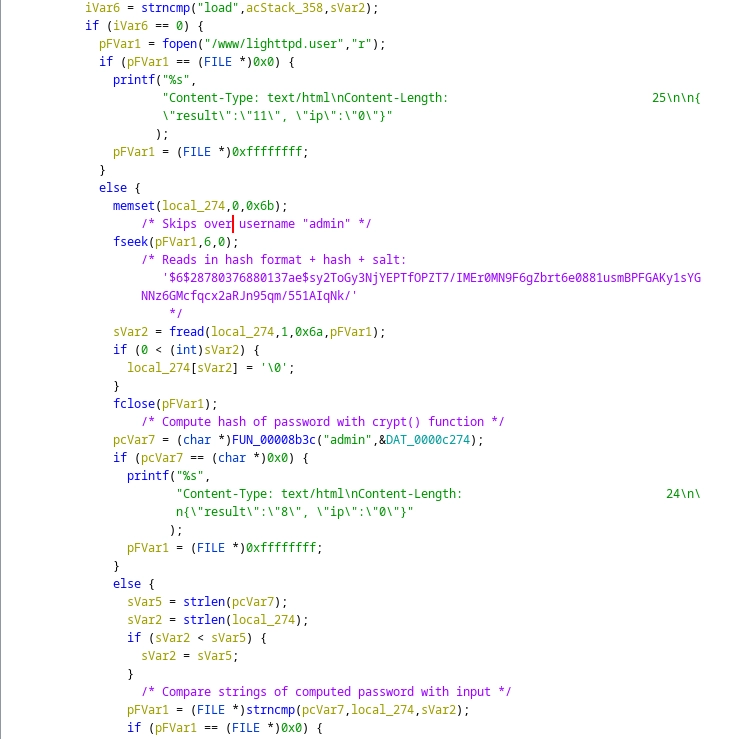 iVar6 = strncmp("load",acStack_358,sVar2);
if (iVar6 == 0) {
pFVar1 = fopen("/www/lighttpd.user","r");
if (pFVar1 == (FILE *)0x0) {
printf("%s",
"Content-Type: text/html\nContent-Length:                             25\n\n{
\"result\":\"11\", \"ip\":\"0\"}"
);
pFVar1 = (FILE *)0xffffffff;
}
else {
memset(local_274,0,0x6b);
/* Skips over username "admin" */
fseek(pFVar1,6,0);
/* Reads in hash format + hash + salt:
'$6$28780376880137ae$sy2ToGy3NjYEPTfOPZT7/IMEr0MN9F6gZbrt6e0881usmBPFGAKy1sYG
NNz6GMcfqcx2aRJn95qm/551AIqNk/'
*/
sVar2 = fread(local_274,1,0x6a,pFVar1);
if (0 < (int)sVar2) {
local_274[sVar2] = '\0';
}
fclose(pFVar1);
/* Compute hash of password with crypt() function */
pcVar7 = (char *)FUN_00008b3c("admin",&DAT_0000c274);
if (pcVar7 == (char *)0x0) {
printf("%s",
"Content-Type: text/html\nContent-Length:                             24\n\
n{\"result\":\"8\", \"ip\":\"0\"}"
);
pFVar1 = (FILE *)0xffffffff;
}
else {
sVar5 = strlen(pcVar7);
sVar2 = strlen(local_274);
if (sVar2 < sVar5) {
sVar2 = sVar5;
}
/* Compare strings of computed password with input */
pFVar1 = (FILE *)strncmp(pcVar7,local_274,sVar2);
if (pFVar1 == (FILE *)0x0) {